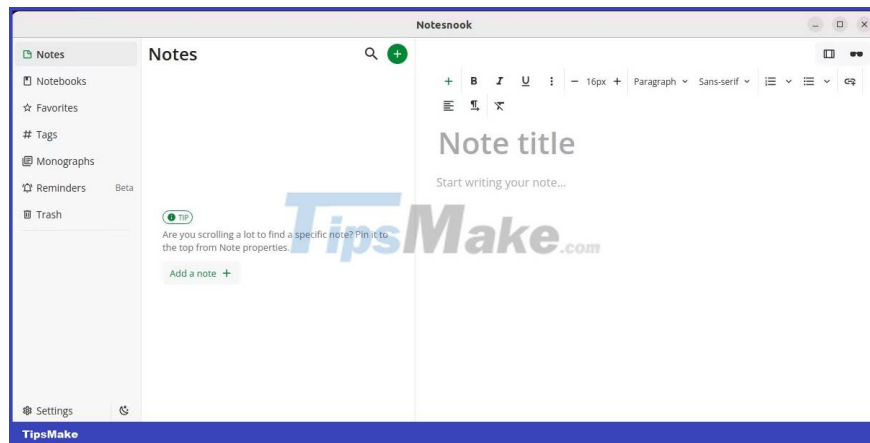 Notesnook
Notes
Notebooks
Favorites
# Tags
Monographs
Reminders Beta
Trash
Settings
Notes
TIP
Are you scrolling a lot to find a specific note? Pin it to
the top from Note properties.
Add a note +
+ B I U − 16px + Paragraph Sans-serif
Note title
Start writing your note...
TipsMake.com
TipsMake